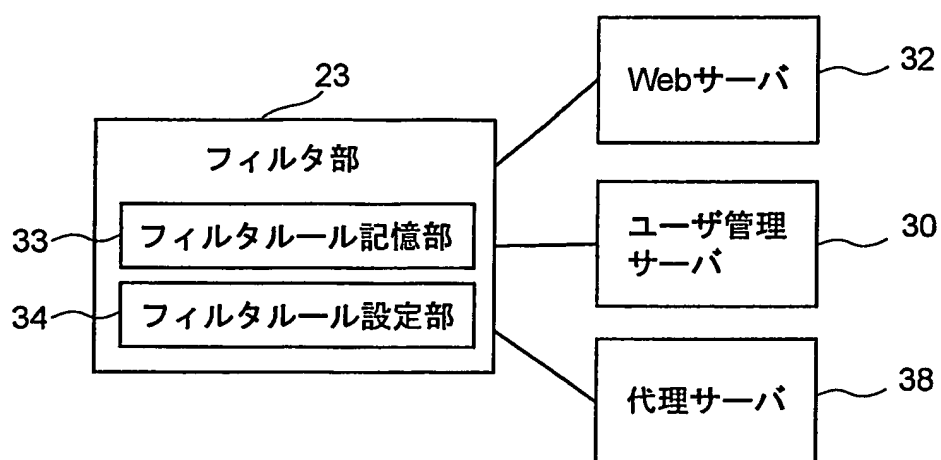 23
フィルタ部
33
フィルタルール記憶部
34
フィルタルール設定部
Webサーバ
32
ユーザ管理
サーバ
30
代理サーバ
38